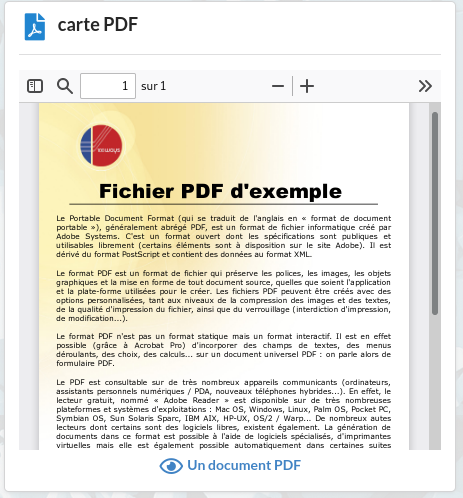 carte PDF
1 sur 1
Fichier PDF d'exemple
Le Portable Document Format (qui se traduit de l'anglais en « format de document
portable »), généralement abrégé PDF, est un format de fichier informatique créé par
Adobe Systems. C'est un format ouvert dont les spécifications sont publiques et
utilisables librement (certains éléments sont à disposition sur le site Adobe). Il est
dérivé du format PostScript et contient des données au format XML.
Le format PDF est un format de fichier qui préserve les polices, les images, les objets
graphiques et la mise en forme de tout document source, quelles que soient l'application
et la plate-forme utilisées pour le créer. Les fichiers PDF peuvent être créés avec des
options personnalisées, tant aux niveaux de la compression des images et des textes,
de la qualité d'impression du fichier, ainsi que du verrouillage (interdiction d'impression,
de modification...).
Le format PDF n'est pas un format statique mais un format interactif. Il est en effet
possible (grâce à Acrobat Pro) d'incorporer des champs de textes, des menus
déroulants, des choix, des calculs... sur un document universel PDF : on parle alors de
formulaire PDF.
Le PDF est consultable sur de très nombreux appareils communicants (ordinateurs,
assistants personnels numériques / PDA, nouveaux téléphones hybrides...). En effet, le
lecteur gratuit, nommé « Adobe Reader » est disponible sur de très nombreuses
plateformes et systèmes d'exploitations : Mac OS, Windows, Linux, Palm OS, Pocket PC,
Symbian OS, Sun Solaris Sparc, IBM AIX, HP-UX, OS/2 / Warp... De nombreux autres
lecteurs dont certains sont des logiciels libres, existent également. La génération de
documents dans ce format est possible à l'aide de logiciels spécialisés, d'imprimantes
virtuelles mais elle est également possible automatiquement dans certaines suites
Un document PDF